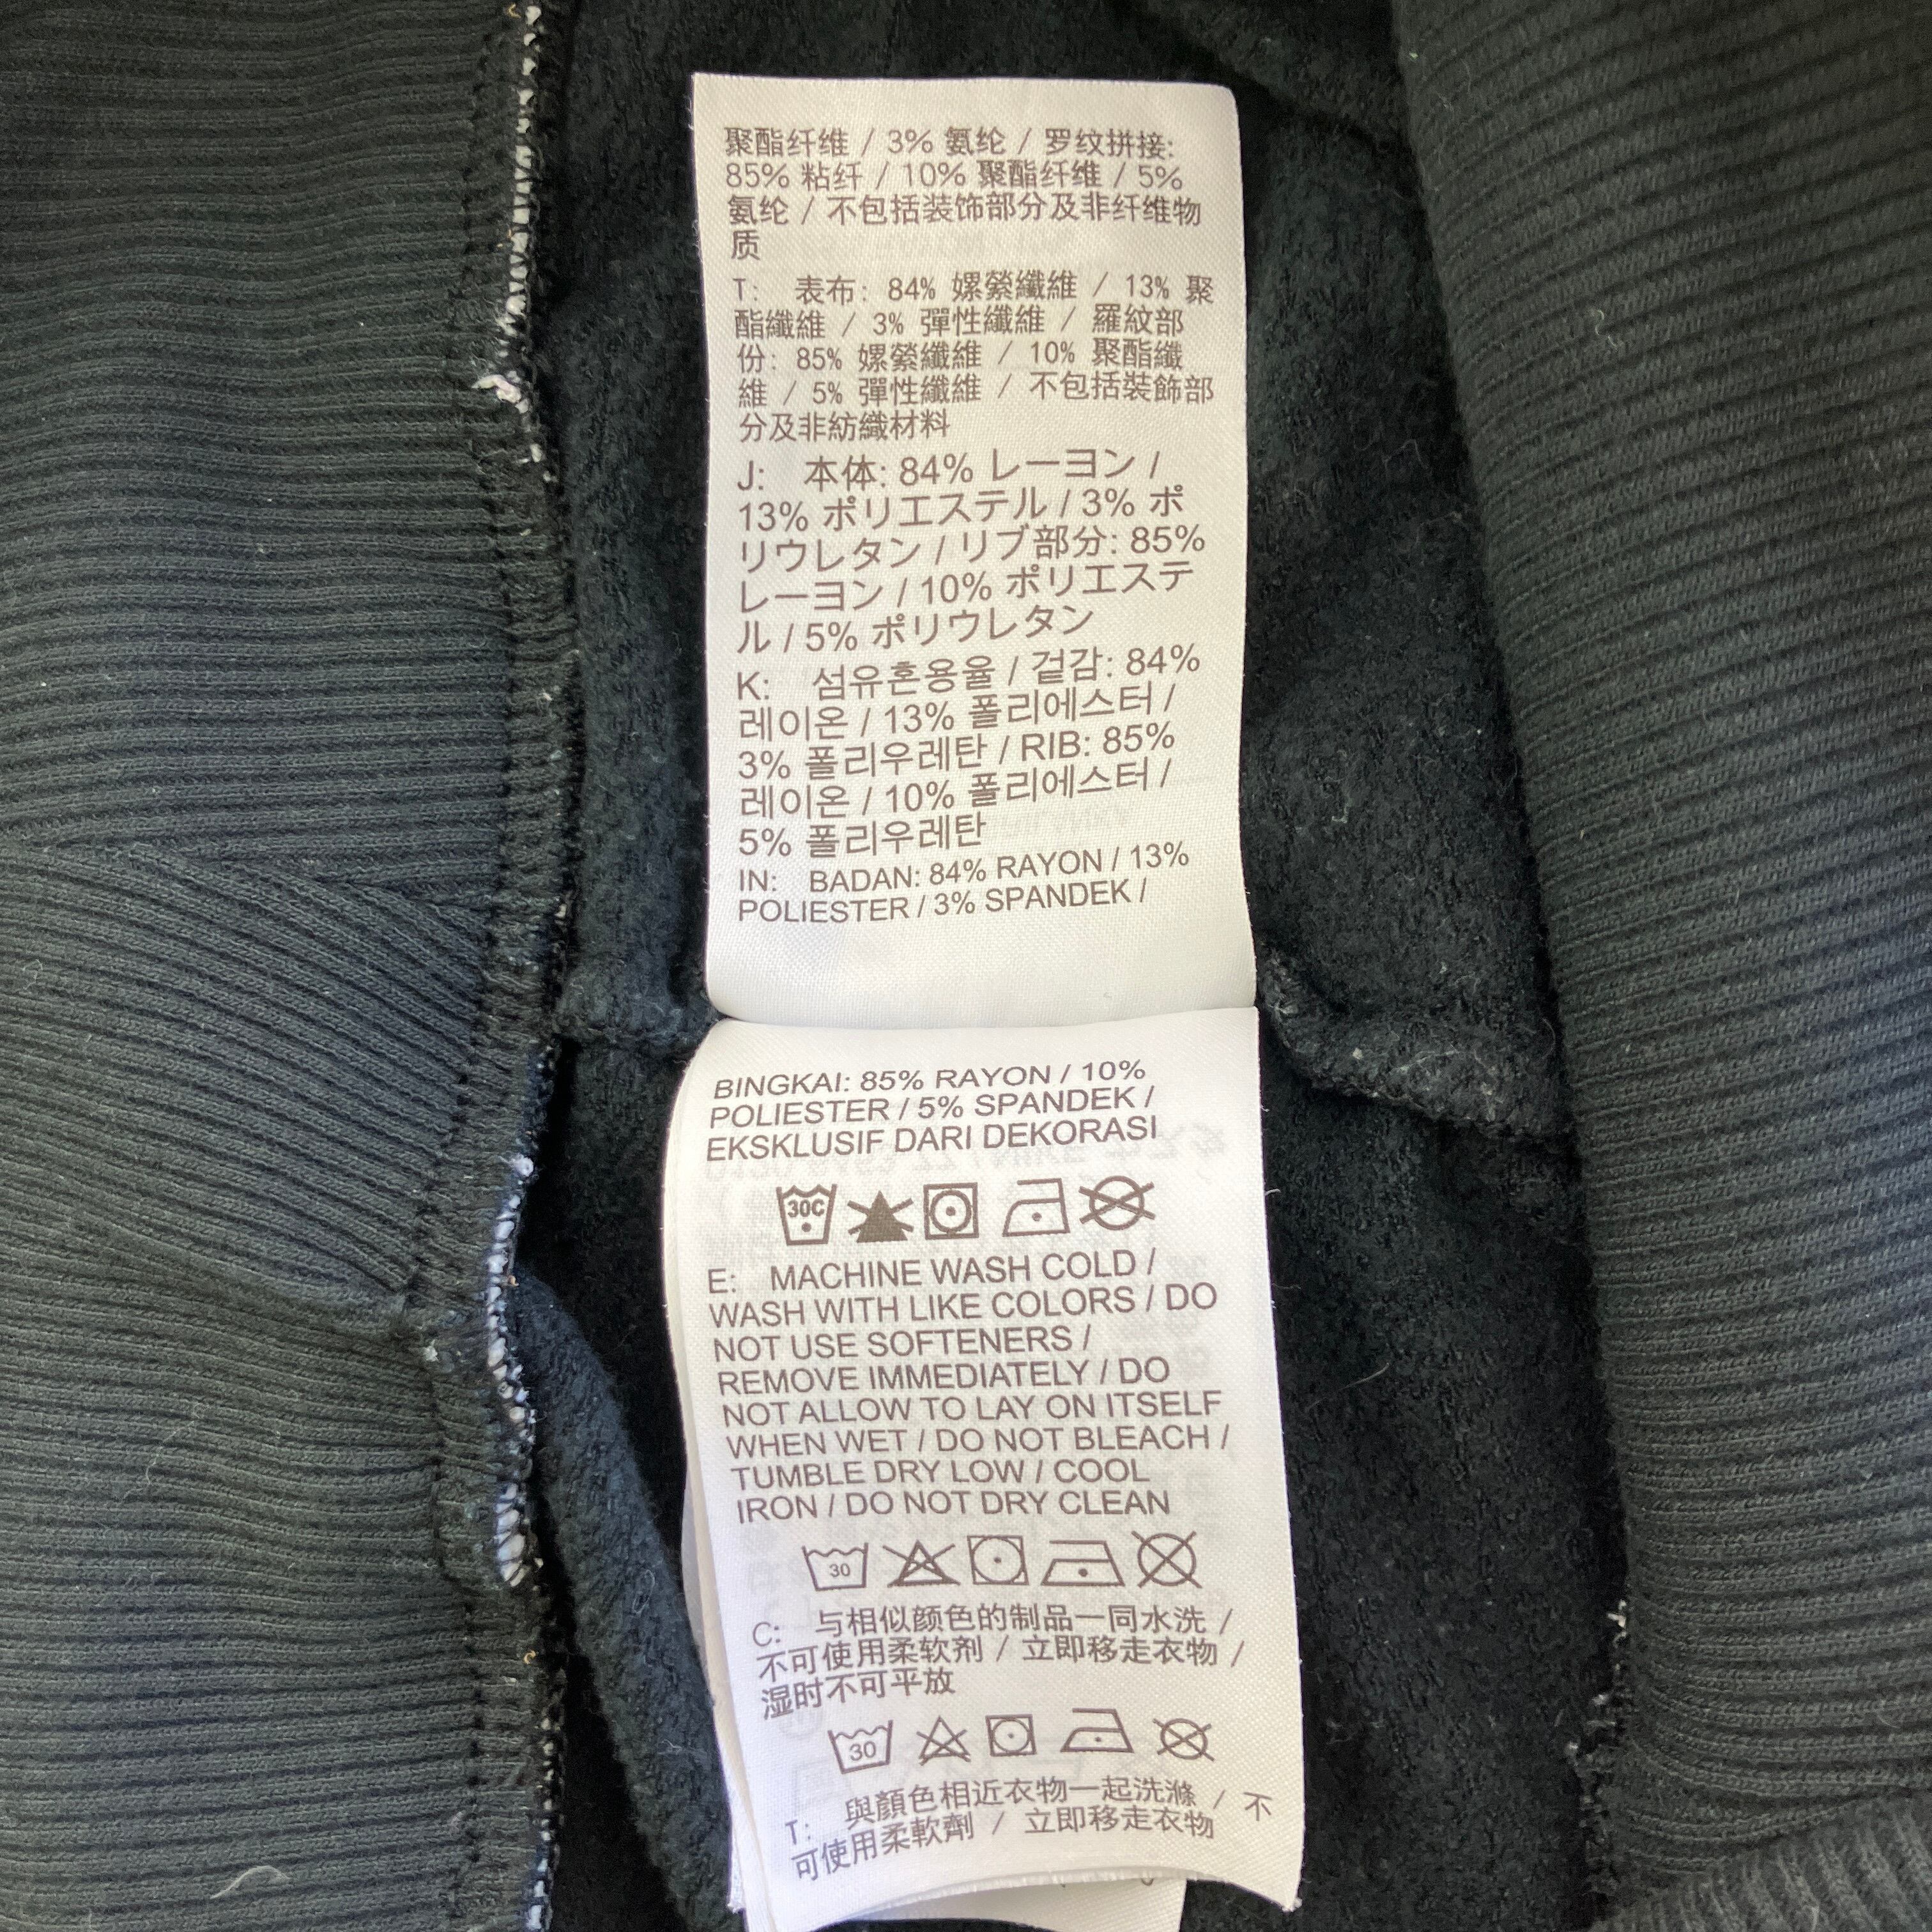 聚酯纤维 / 3% 氨纶 / 罗纹拼接:
85% 粘纤 / 10% 聚酯纤维 / 5%
氨纶 / 不包括装饰部分及非纤维物
质
T: 表布: 84% 嫘縈纖維 / 13% 聚
酯纖維 / 3% 彈性纖維 / 羅紋部
份: 85% 嫘縈纖維 / 10% 聚酯纖
維 / 5% 彈性纖維 / 不包括裝飾部
分及非紡織材料
J: 本体: 84% レーヨン /
13% ポリエステル / 3% ポ
リウレタン / リブ部分: 85%
レーヨン / 10% ポリエステ
ル / 5% ポリウレタン
K: 섬유혼용율 / 겉감: 84%
레이온 / 13% 폴리에스터 /
3% 폴리우레탄 / RIB: 85%
레이온 / 10% 폴리에스터 /
5% 폴리우레탄
IN: BADAN: 84% RAYON / 13%
POLIESTER / 3% SPANDEK /
BINGKAI: 85% RAYON / 10%
POLIESTER / 5% SPANDEK /
EKSKLUSIF DARI DEKORASI
30C
E: MACHINE WASH COLD /
WASH WITH LIKE COLORS / DO
NOT USE SOFTENERS /
REMOVE IMMEDIATELY / DO
NOT ALLOW TO LAY ON ITSELF
WHEN WET / DO NOT BLEACH /
TUMBLE DRY LOW / COOL
IRON / DO NOT DRY CLEAN
30
C: 与相似颜色的制品一同水洗 /
不可使用柔软剂 / 立即移走衣物 /
湿时不可平放
30
T: 與顏色相近衣物一起洗滌 / 不
可使用柔軟劑 / 立即移走衣物